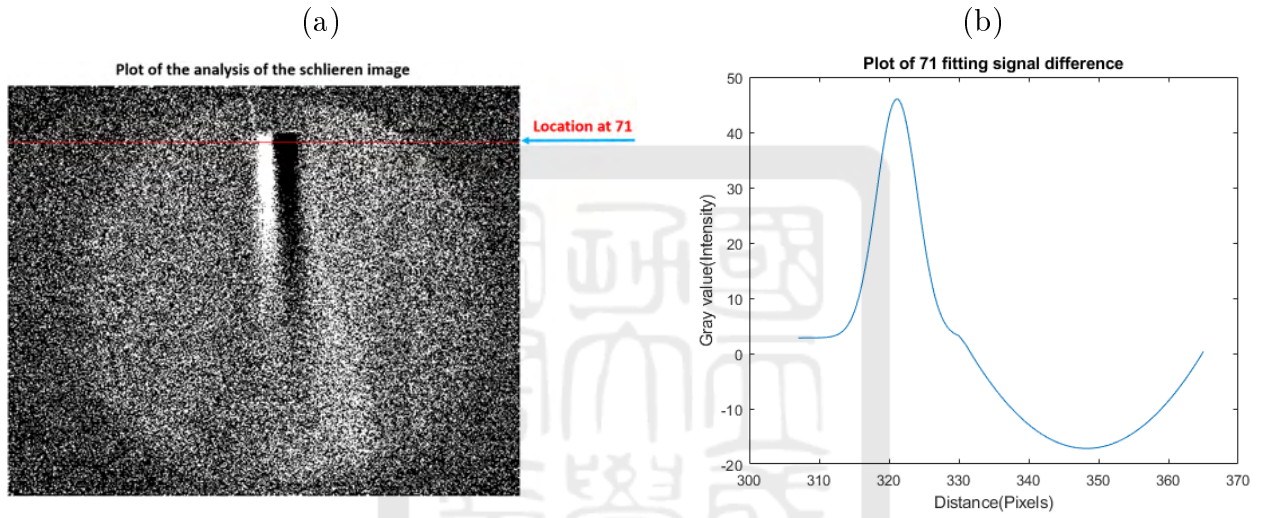 (a)
Plot of the analysis of the schlieren image
Location at 71
(b)
Plot of 71 fitting signal difference
Gray value(Intensity)
50
40
30
20
10
0
-10
-20
300
310
320
330
340
350
360
370
Distance(Pixels)